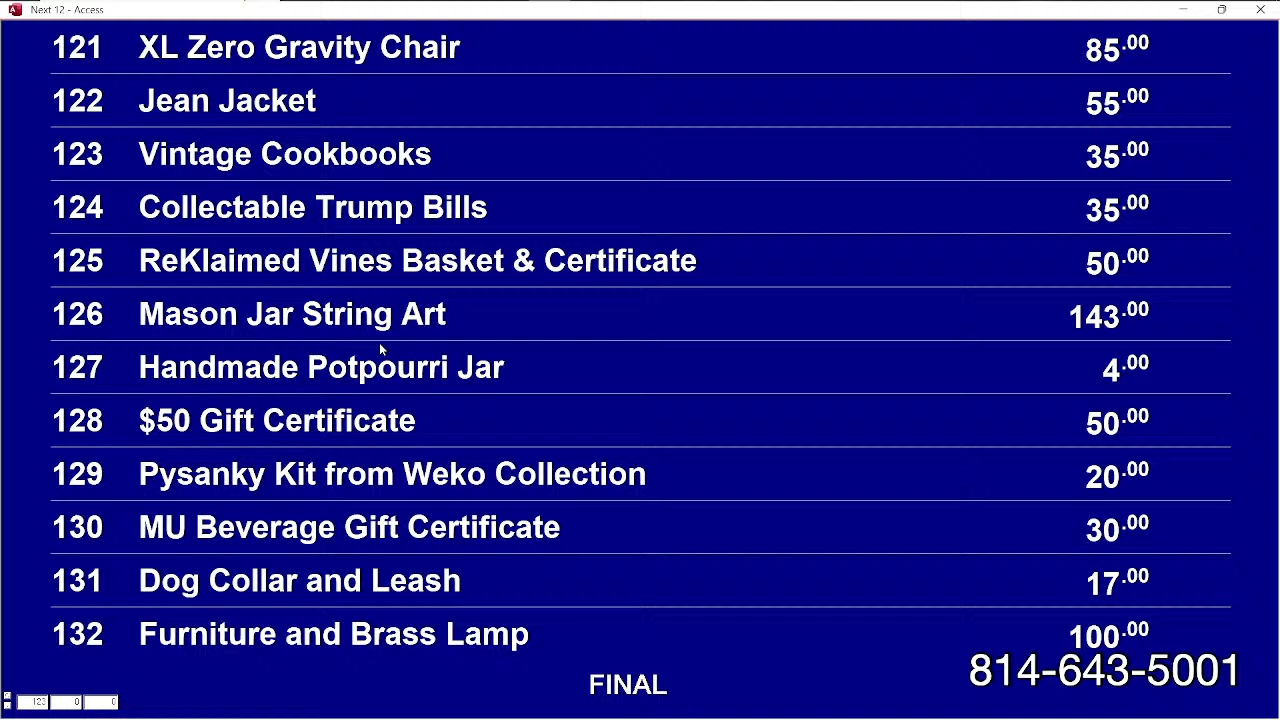 Next 12 - Access
121 XL Zero Gravity Chair 85.00
122 Jean Jacket 55.00
123 Vintage Cookbooks 35.00
124 Collectable Trump Bills 35.00
125 ReKlaimed Vines Basket & Certificate 50.00
126 Mason Jar String Art 143.00
127 Handmade Potpourri Jar 4.00
128 $50 Gift Certificate 50.00
129 Pysanky Kit from Weko Collection 20.00
130 MU Beverage Gift Certificate 30.00
131 Dog Collar and Leash 17.00
132 Furniture and Brass Lamp 100.00
814-643-5001
FINAL
123 0 0